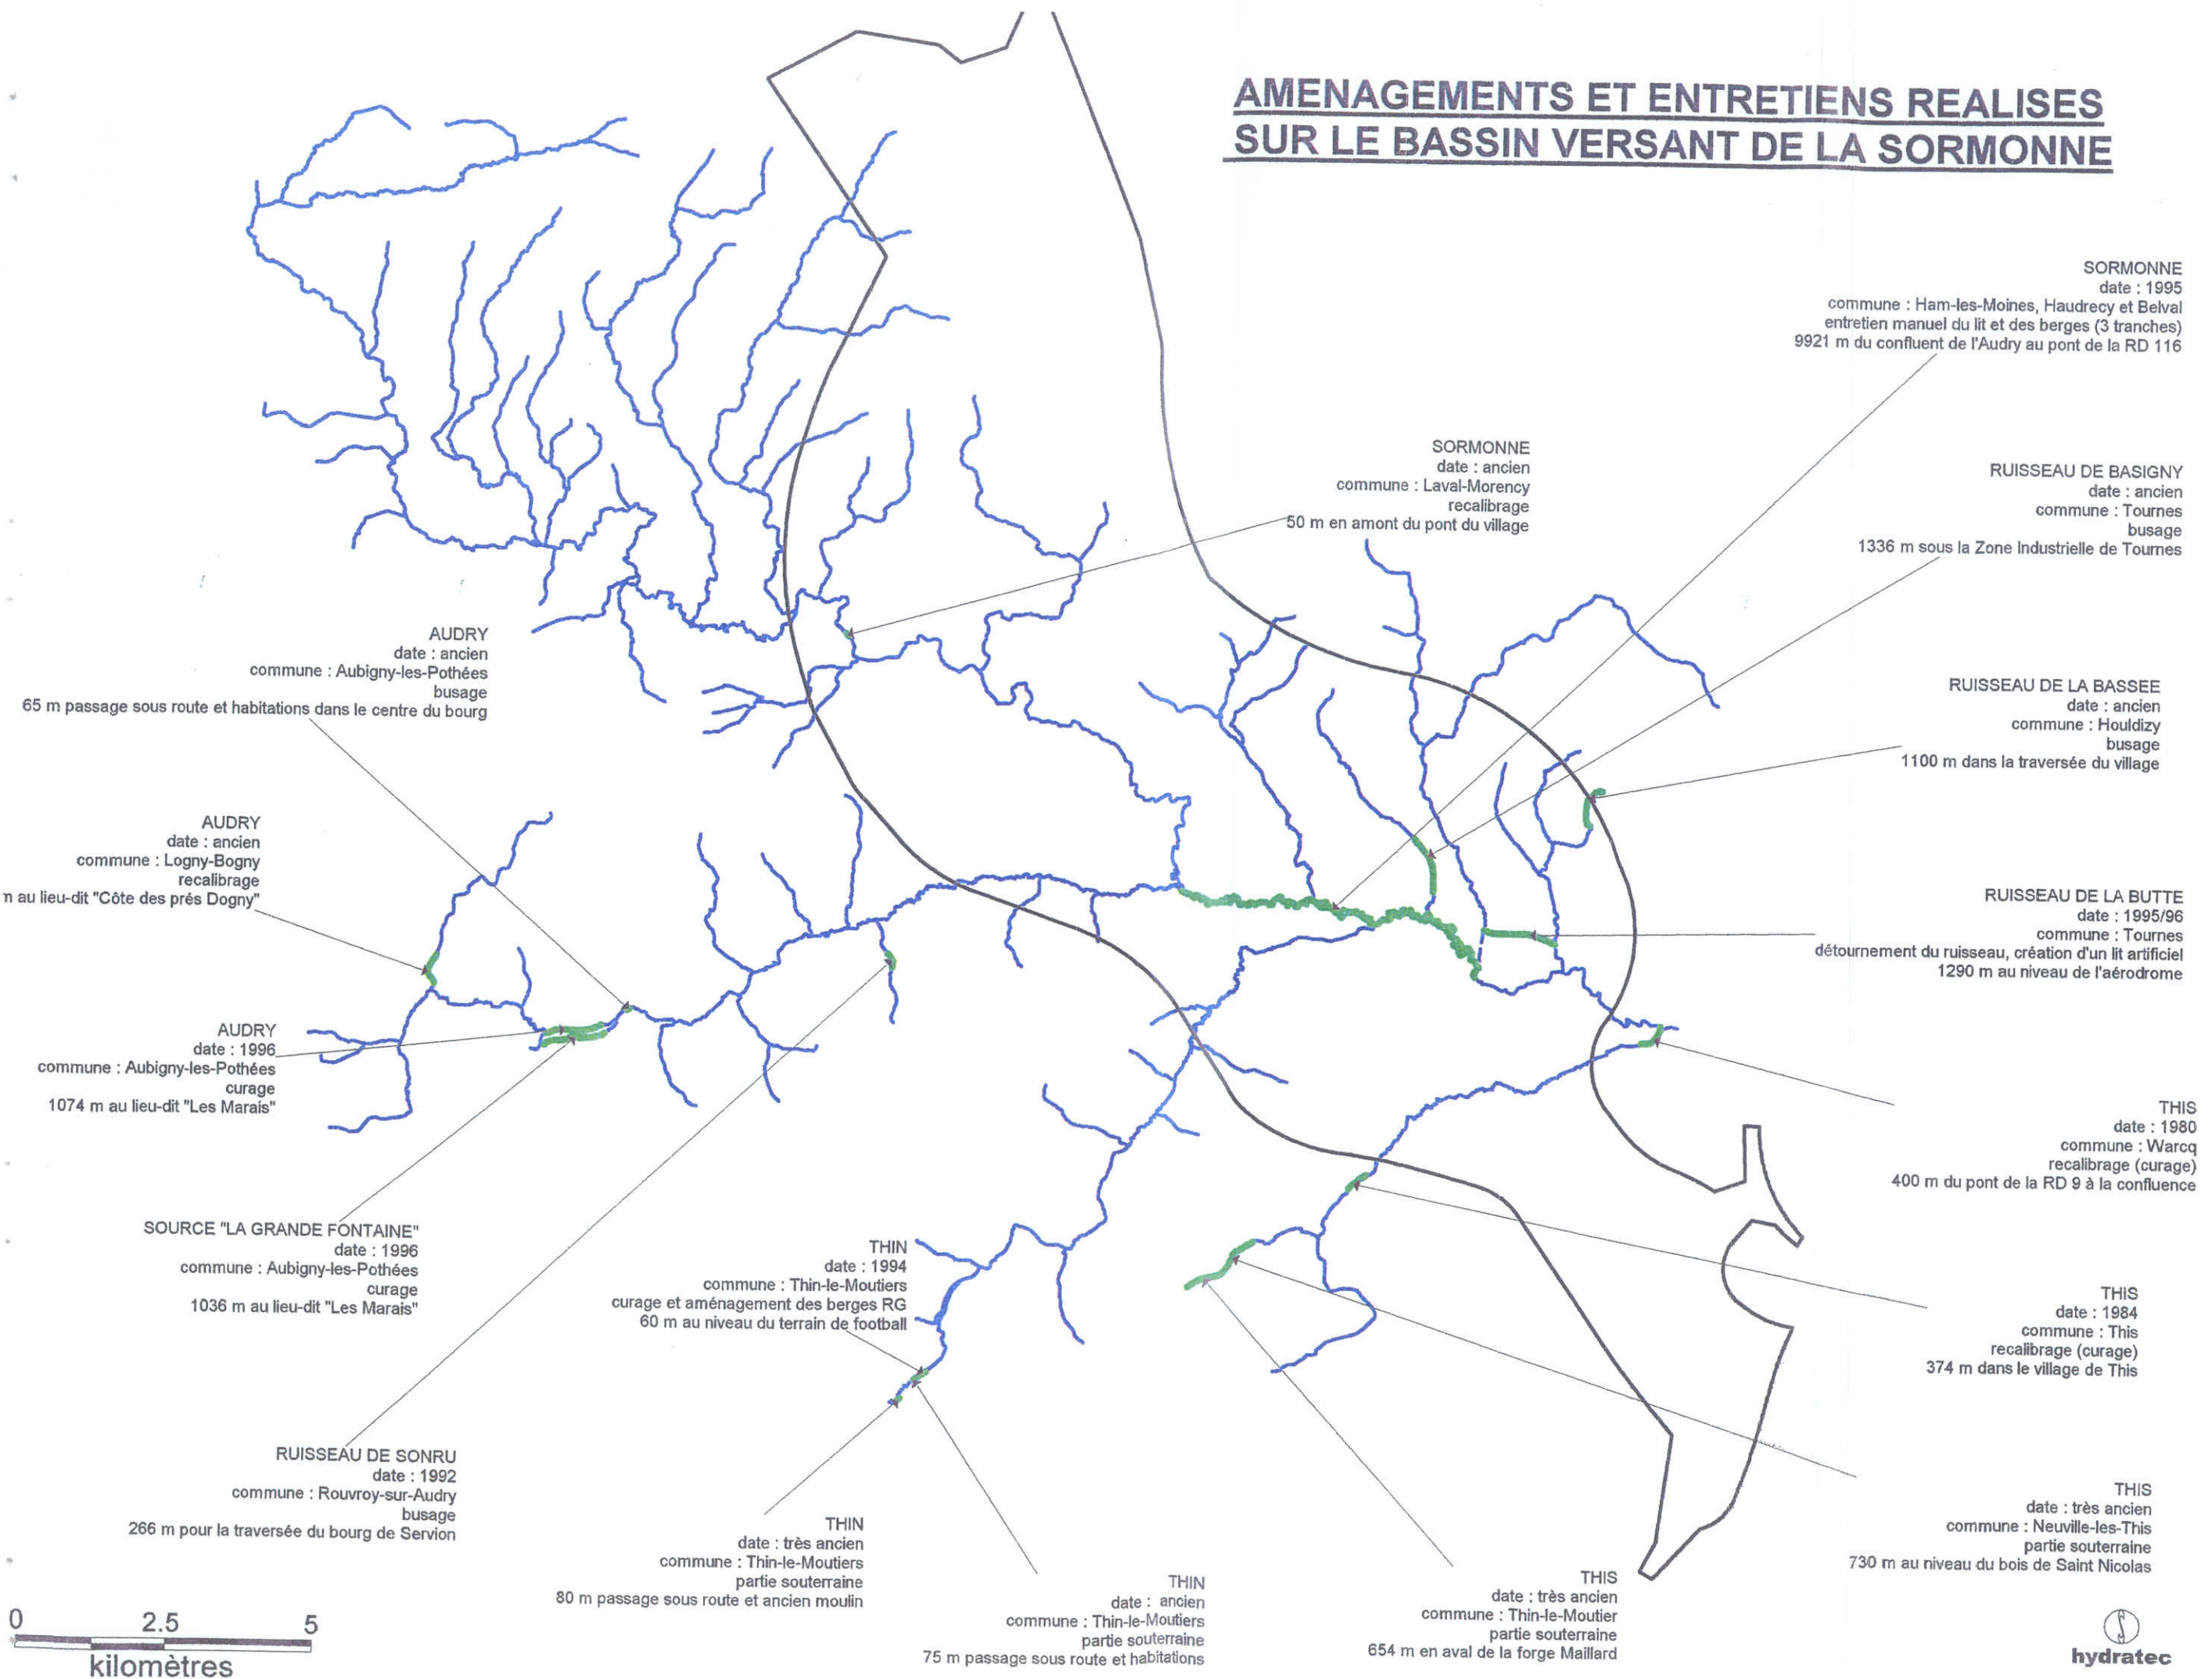 AMENAGEMENTS ET ENTRETIENS REALISES
SUR LE BASSIN VERSANT DE LA SORMONNE
SORMONNE
date : 1995
commune : Ham-les-Moines, Haudrecy et Belval
entretien manuel du lit et des berges (3 tranches)
9921 m du confluent de l'Audry au pont de la RD 116
SORMONNE
date : ancien
commune : Laval-Morency
recalibrage
50 m en amont du pont du village
RUISSEAU DE BASIGNY
date : ancien
commune : Tournes
busage
1336 m sous la Zone Industrielle de Tournes
AUDRY
date : ancien
commune : Aubigny-les-Pothées
busage
65 m passage sous route et habitations dans le centre du bourg
RUISSEAU DE LA BASSEE
date : ancien
commune : Houldizy
busage
1100 m dans la traversée du village
AUDRY
date : ancien
commune : Logny-Bogny
recalibrage
m au lieu-dit "Côte des prés Dogny"
RUISSEAU DE LA BUTTE
date : 1995/96
commune : Tournes
détournement du ruisseau, création d'un lit artificiel
1290 m au niveau de l'aérodrome
AUDRY
date : 1996
commune : Aubigny-les-Pothées
curage
1074 m au lieu-dit "Les Marais"
THIS
date : 1980
commune : Warcq
recalibrage (curage)
400 m du pont de la RD 9 à la confluence
SOURCE "LA GRANDE FONTAINE"
date : 1996
commune : Aubigny-les-Pothées
curage
1036 m au lieu-dit "Les Marais"
THIN
date : 1994
commune : Thin-le-Moutiers
curage et aménagement des berges RG
60 m au niveau du terrain de football
THIS
date : 1984
commune : This
recalibrage (curage)
374 m dans le village de This
RUISSEAU DE SONRU
date : 1992
commune : Rouvroy-sur-Audry
busage
266 m pour la traversée du bourg de Servion
THIN
date : très ancien
commune : Thin-le-Moutiers
partie souterraine
80 m passage sous route et ancien moulin
THIN
date : ancien
commune : Thin-le-Moutiers
partie souterraine
75 m passage sous route et habitations
THIS
date : très ancien
commune : Thin-le-Moutier
partie souterraine
654 m en aval de la forge Maillard
THIS
date : très ancien
commune : Neuville-les-This
partie souterraine
730 m au niveau du bois de Saint Nicolas
0 2.5 5
kilomètres
hydratec